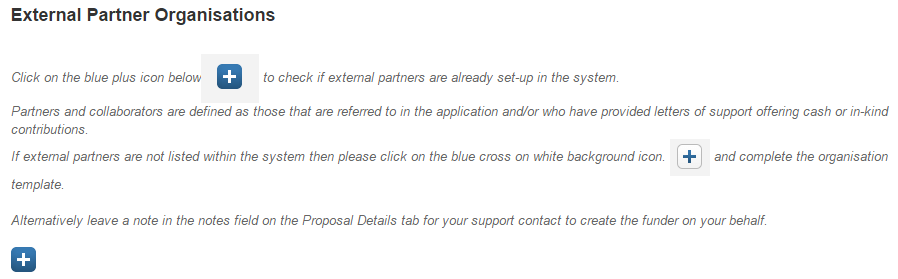 External Partner Organisations
Click on the blue plus icon below to check if external partners are already set-up in the system.
Partners and collaborators are defined as those that are referred to in the application and/or who have provided letters of support offering cash or in-kind
contributions.
If external partners are not listed within the system then please click on the blue cross on white background icon. and complete the organisation
template.
Alternatively leave a note in the notes field on the Proposal Details tab for your support contact to create the funder on your behalf.